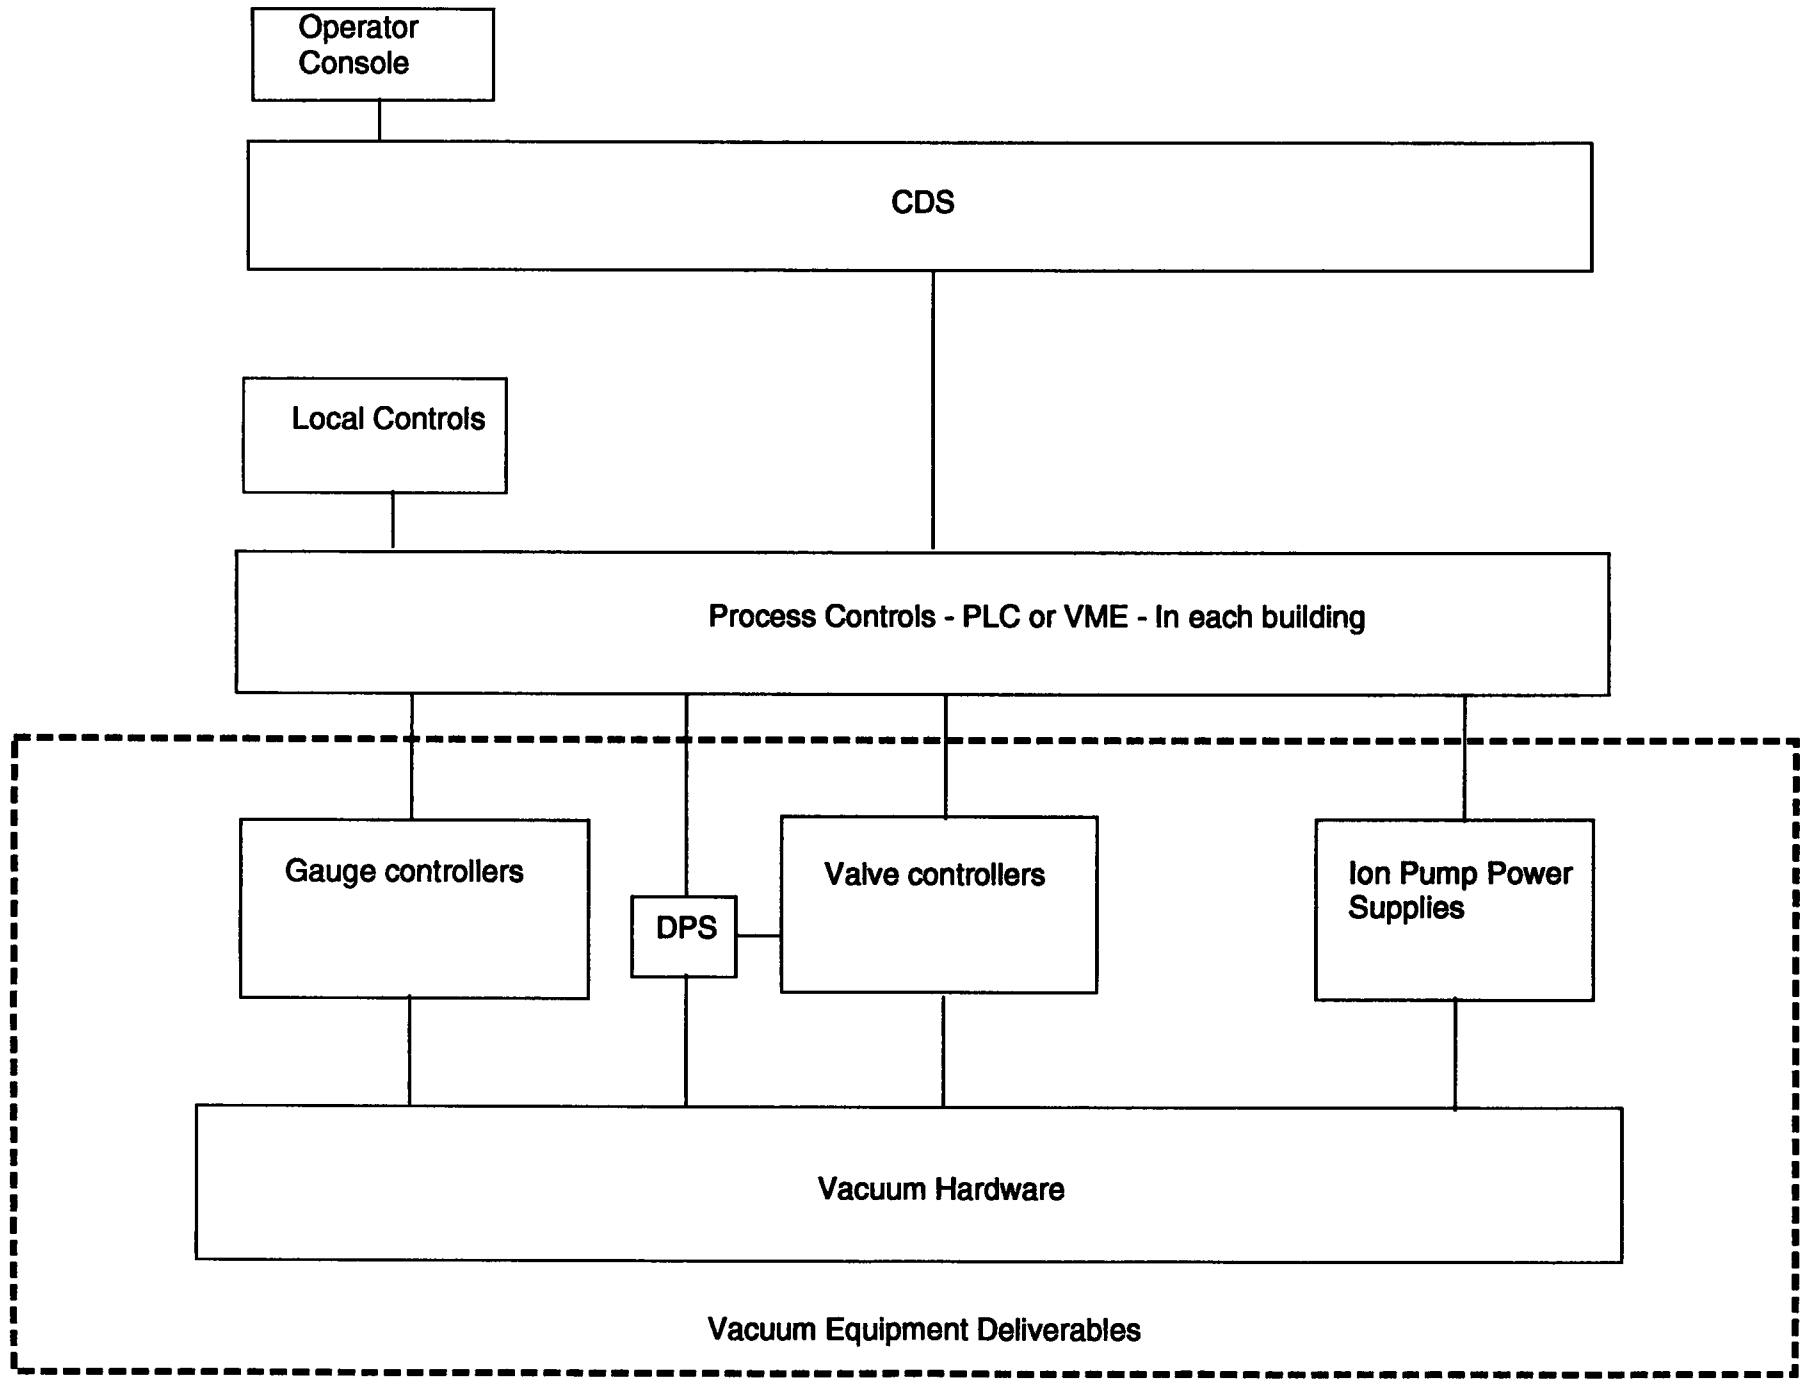 Operator
Console
CDS
Local Controls
Process Controls - PLC or VME - In each building
Gauge controllers
DPS
Valve controllers
Ion Pump Power
Supplies
Vacuum Hardware
Vacuum Equipment Deliverables